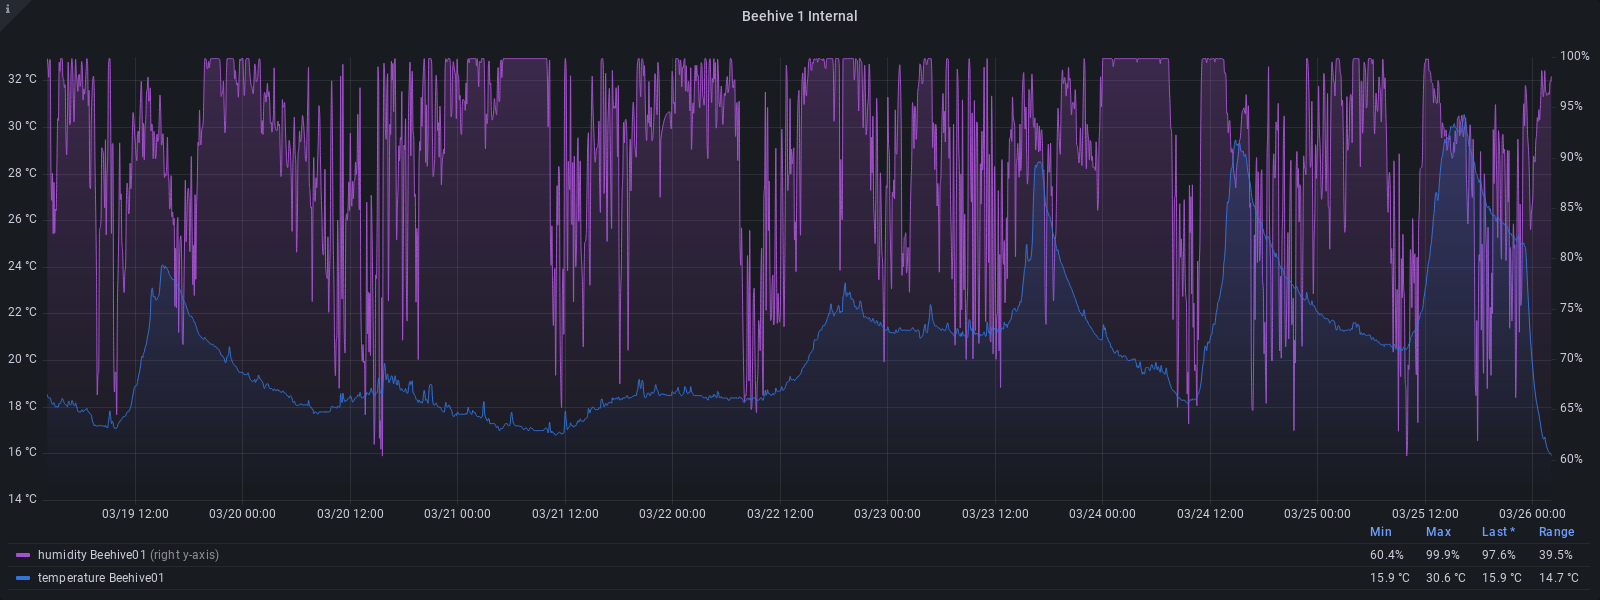 i
Beehive 1 Internal
32 °C
30 °C
28 °C
26 °C
24 °C
22 °C
20 °C
18 °C
16 °C
14 °C
100%
95%
90%
85%
80%
75%
70%
65%
60%
03/19 12:00 03/20 00:00 03/20 12:00 03/21 00:00 03/21 12:00 03/22 00:00 03/22 12:00 03/23 00:00 03/23 12:00 03/24 00:00 03/24 12:00 03/25 00:00 03/25 12:00 03/26 00:00
Min Max Last * Range
humidity Beehive01 (right y-axis) 60.4% 99.9% 97.6% 39.5%
temperature Beehive01 15.9 °C 30.6 °C 15.9 °C 14.7 °C